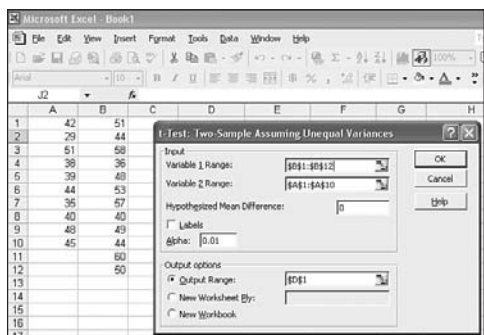 Microsoft Excel - Book1
File Edit View Insert Format Tools Data Window Help
Arial 10 B I U
100%
J2 fx
A B C D E F G H
1 42 51
2 29 44
3 51 58
4 38 36
5 39 48
6 44 53
7 35 57
8 40 40
9 48 49
10 45 44
11 60
12 50
13
14
15
16
t-Test: Two-Sample Assuming Unequal Variances
Input
Variable 1 Range: $B$1:$B$12
Variable 2 Range: $A$1:$A$10
Hypothesized Mean Difference: 0
Labels
Alpha: 0.01
OK
Cancel
Help
Output options
Output Range: $D$1
New Worksheet Ply:
New Workbook